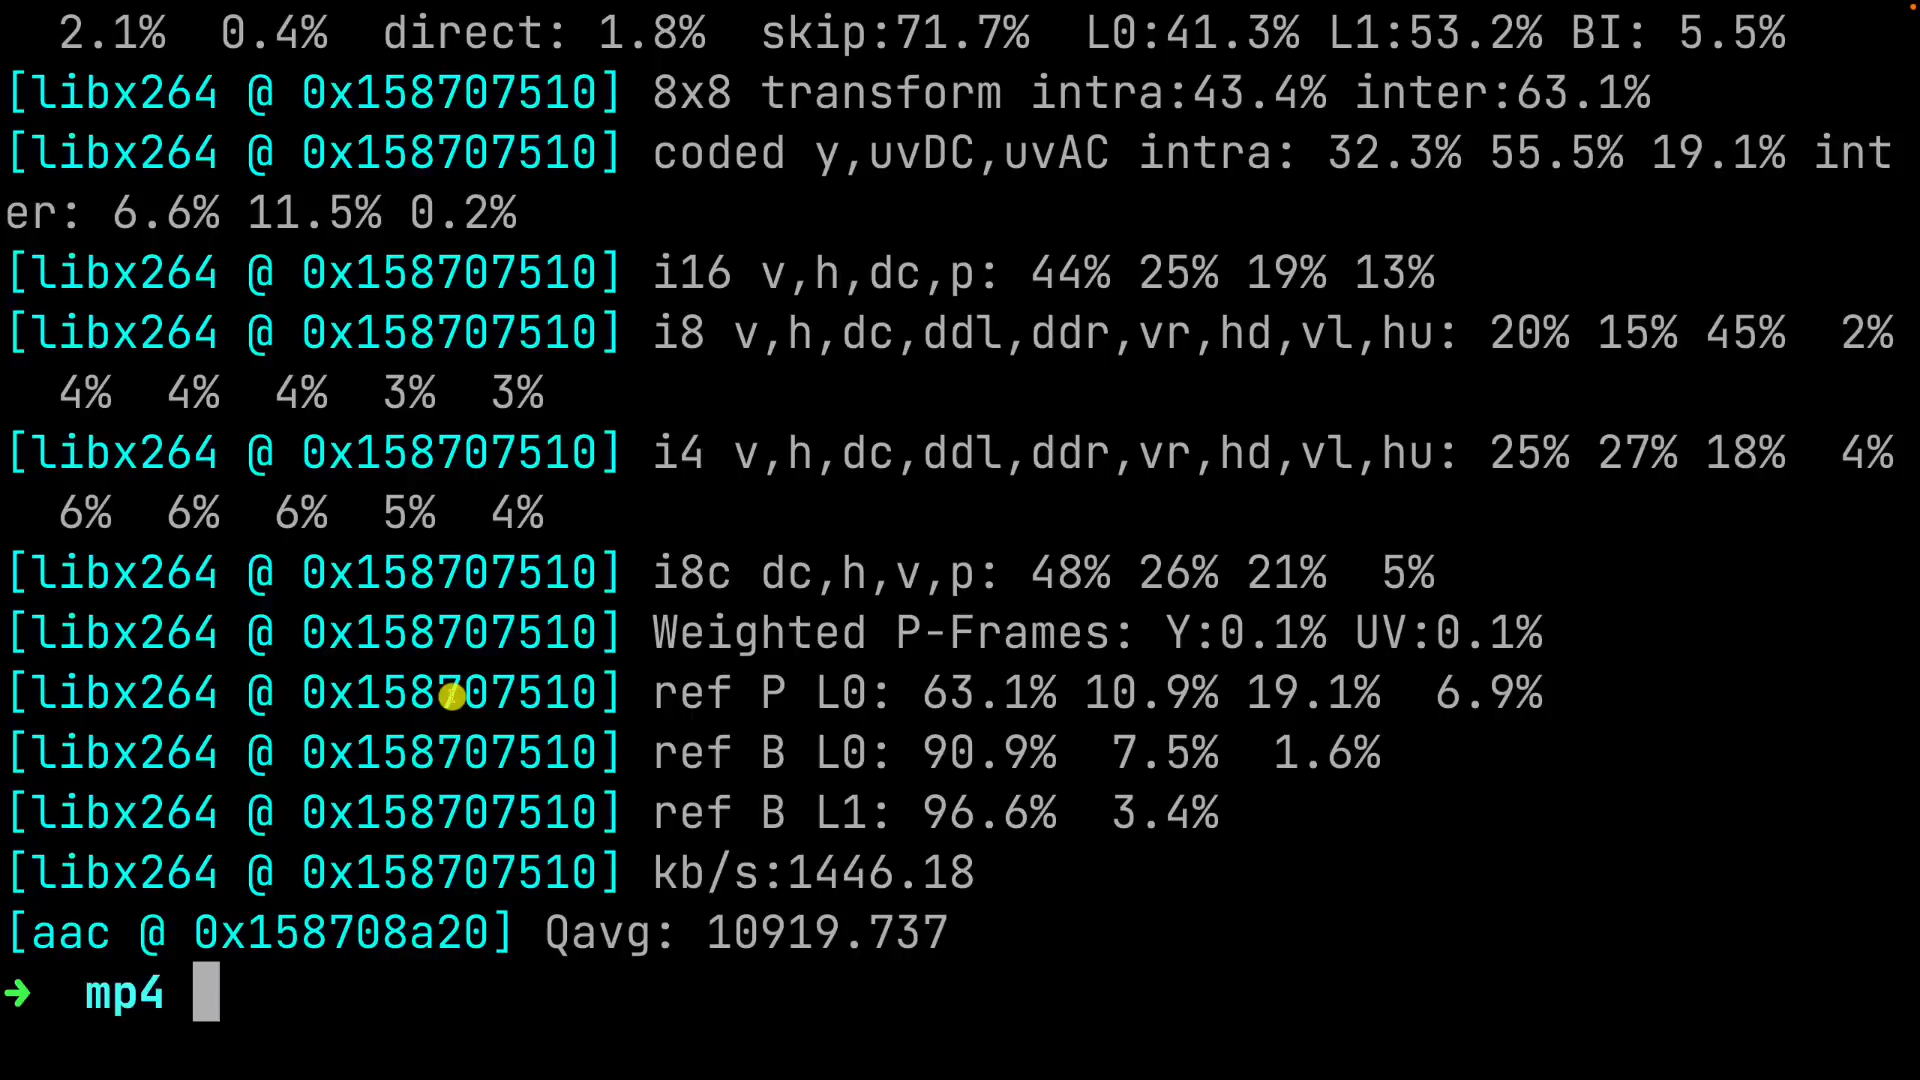 2.1%  0.4%  direct: 1.8%  skip:71.7%  L0:41.3% L1:53.2% BI: 5.5%
[libx264 @ 0x158707510] 8x8 transform intra:43.4% inter:63.1%
[libx264 @ 0x158707510] coded y,uvDC,uvAC intra: 32.3% 55.5% 19.1% int
er: 6.6% 11.5% 0.2%
[libx264 @ 0x158707510] i16 v,h,dc,p: 44% 25% 19% 13%
[libx264 @ 0x158707510] i8 v,h,dc,ddl,ddr,vr,hd,vl,hu: 20% 15% 45%  2%
4%  4%  4%  3%  3%
[libx264 @ 0x158707510] i4 v,h,dc,ddl,ddr,vr,hd,vl,hu: 25% 27% 18%  4%
6%  6%  6%  5%  4%
[libx264 @ 0x158707510] i8c dc,h,v,p: 48% 26% 21%  5%
[libx264 @ 0x158707510] Weighted P-Frames: Y:0.1% UV:0.1%
[libx264 @ 0x158707510] ref P L0: 63.1% 10.9% 19.1%  6.9%
[libx264 @ 0x158707510] ref B L0: 90.9%  7.5%  1.6%
[libx264 @ 0x158707510] ref B L1: 96.6%  3.4%
[libx264 @ 0x158707510] kb/s:1446.18
[aac @ 0x158708a20] Qavg: 10919.737
➜  mp4